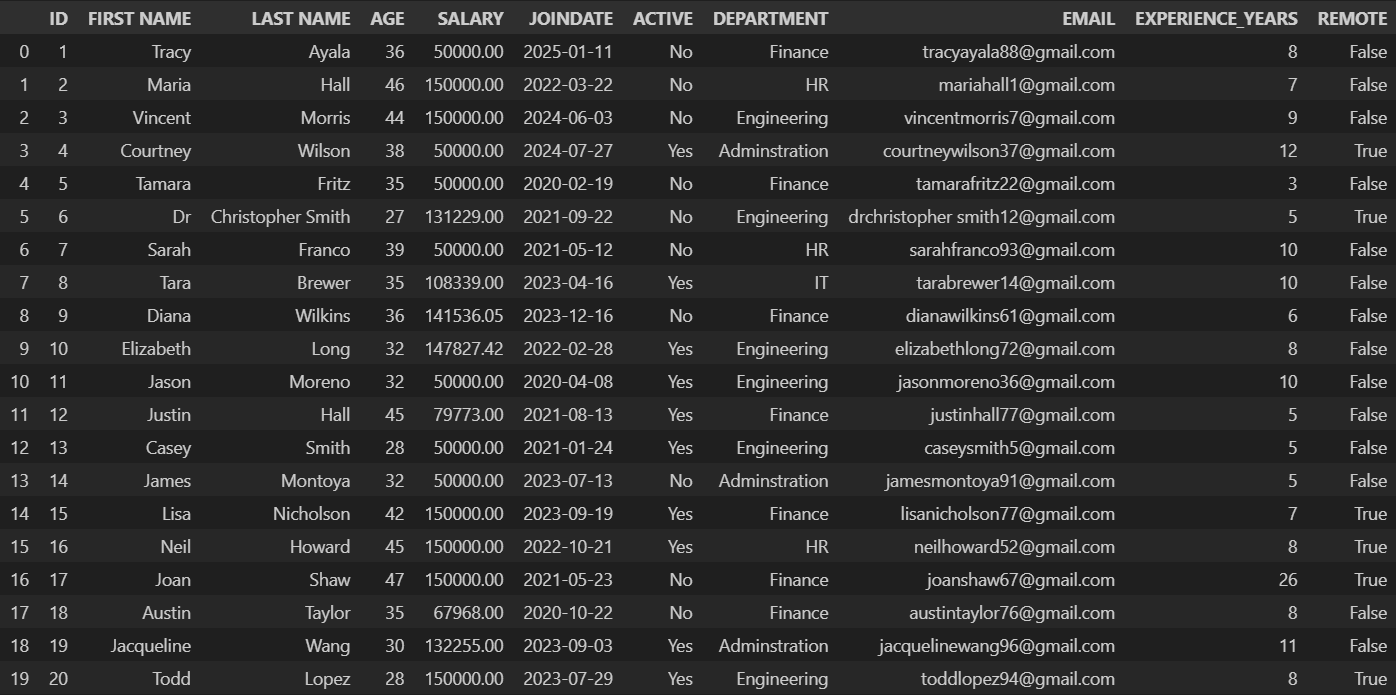 ID FIRST NAME LAST NAME AGE SALARY JOINDATE ACTIVE DEPARTMENT EMAIL EXPERIENCE_YEARS REMOTE
0 1 Tracy Ayala 36 50000.00 2025-01-11 No Finance tracyayala88@gmail.com 8 False
1 2 Maria Hall 46 150000.00 2022-03-22 No HR mariahall1@gmail.com 7 False
2 3 Vincent Morris 44 150000.00 2024-06-03 No Engineering vincentmorris7@gmail.com 9 False
3 4 Courtney Wilson 38 50000.00 2024-07-27 Yes Adminstration courtneywilson37@gmail.com 12 True
4 5 Tamara Fritz 35 50000.00 2020-02-19 No Finance tamarafritz22@gmail.com 3 False
5 6 Dr Christopher Smith 27 131229.00 2021-09-22 No Engineering drchristopher smith12@gmail.com 5 True
6 7 Sarah Franco 39 50000.00 2021-05-12 No HR sarahfranco93@gmail.com 10 False
7 8 Tara Brewer 35 108339.00 2023-04-16 Yes IT tarabrewer14@gmail.com 10 False
8 9 Diana Wilkins 36 141536.05 2023-12-16 No Finance dianawilkins61@gmail.com 6 False
9 10 Elizabeth Long 32 147827.42 2022-02-28 Yes Engineering elizabethlong72@gmail.com 8 False
10 11 Jason Moreno 32 50000.00 2020-04-08 Yes Engineering jasonmoreno36@gmail.com 10 False
11 12 Justin Hall 45 79773.00 2021-08-13 Yes Finance justinhall77@gmail.com 5 False
12 13 Casey Smith 28 50000.00 2021-01-24 Yes Engineering caseysmith5@gmail.com 5 False
13 14 James Montoya 32 50000.00 2023-07-13 No Adminstration jamesmontoya91@gmail.com 5 False
14 15 Lisa Nicholson 42 150000.00 2023-09-19 Yes Finance lisanicholson77@gmail.com 7 True
15 16 Neil Howard 45 150000.00 2022-10-21 Yes HR neilhoward52@gmail.com 8 True
16 17 Joan Shaw 47 150000.00 2021-05-23 No Finance joanshaw67@gmail.com 26 True
17 18 Austin Taylor 35 67968.00 2020-10-22 No Finance austintaylor76@gmail.com 8 False
18 19 Jacqueline Wang 30 132255.00 2023-09-03 Yes Adminstration jacquelinewang96@gmail.com 11 False
19 20 Todd Lopez 28 150000.00 2023-07-29 Yes Engineering toddlopez94@gmail.com 8 True